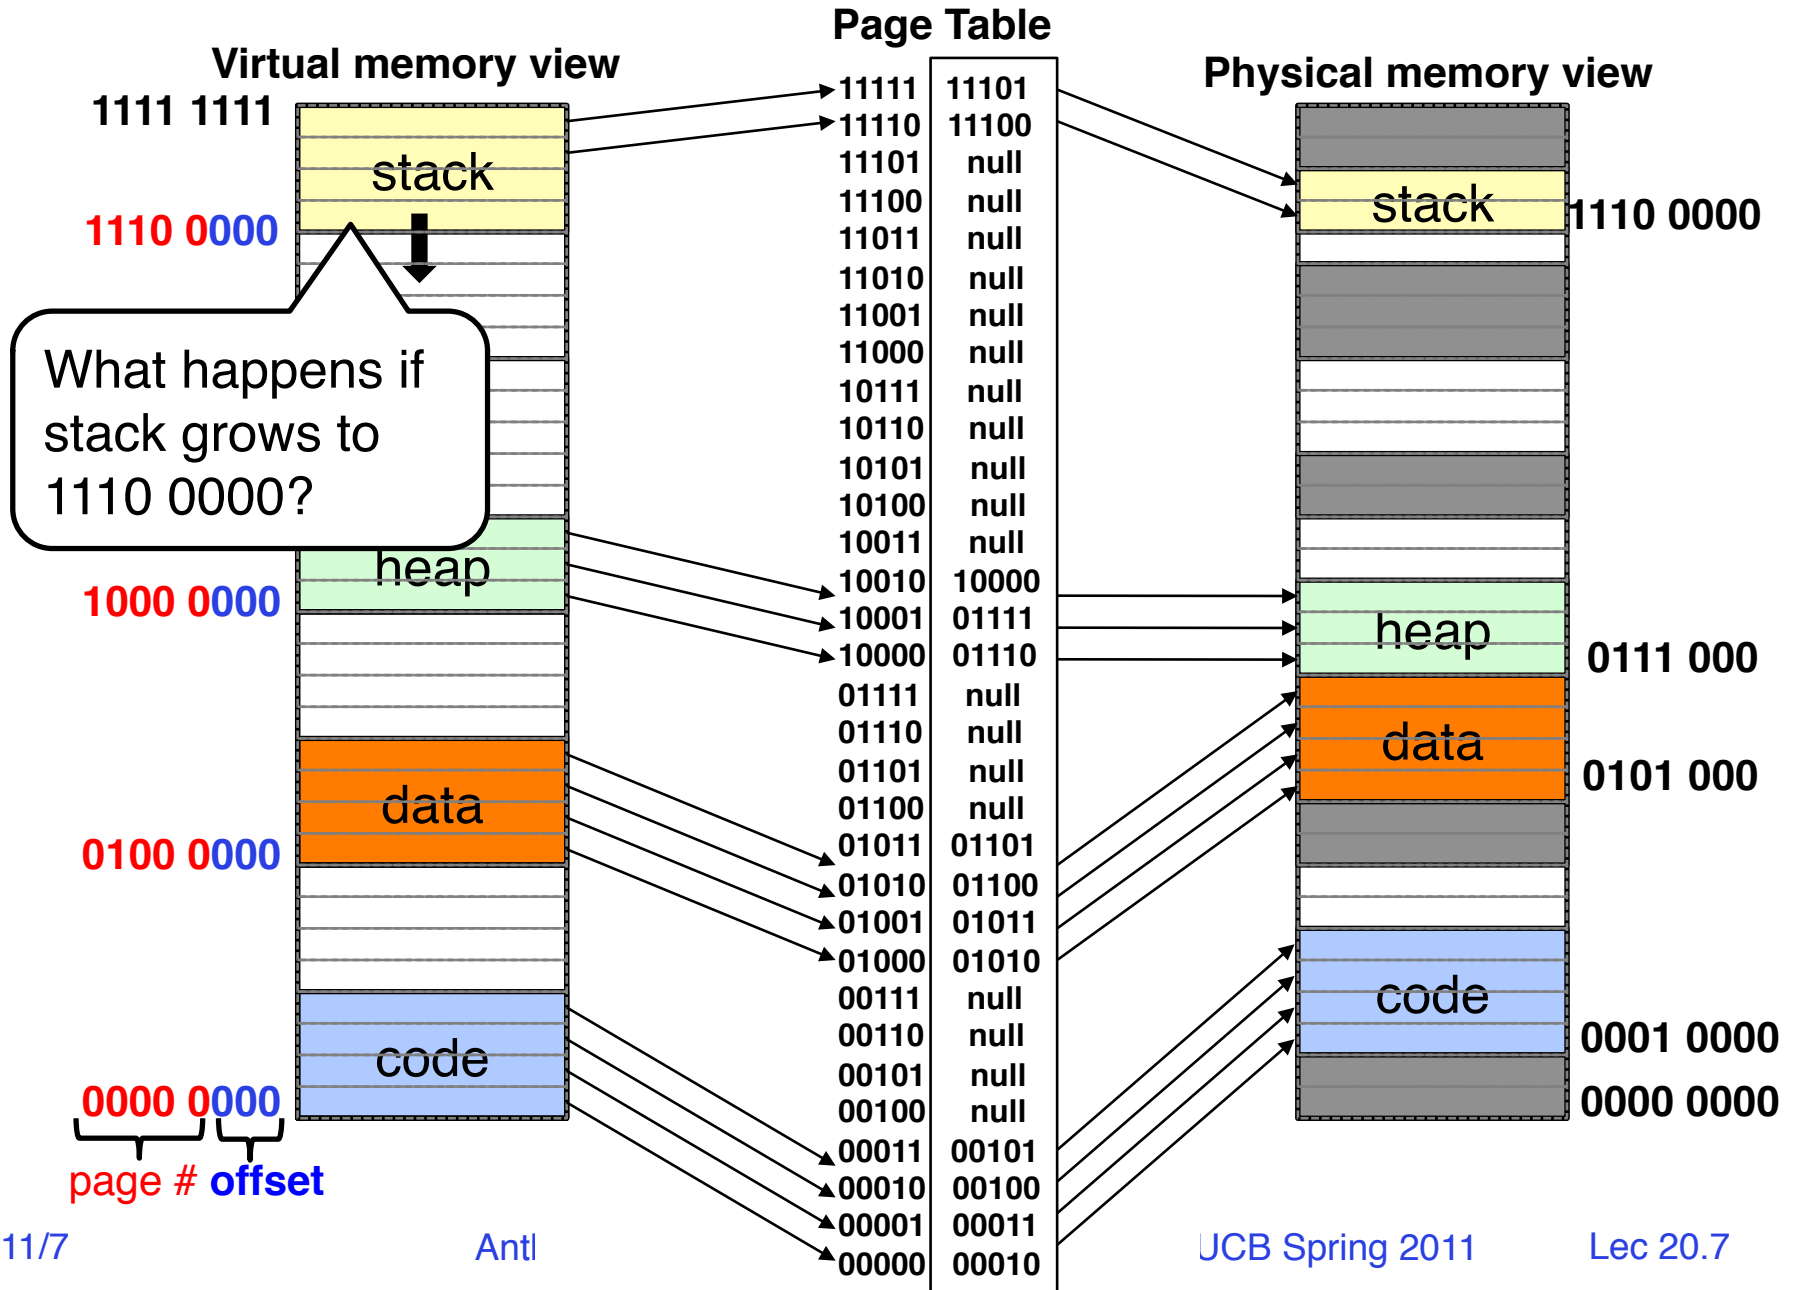 Page Table
Virtual memory view
Physical memory view
1111 1111
stack
1110 0000
What happens if
stack grows to
1110 0000?
heap
1000 0000
data
0100 0000
code
0000 0000
page # offset
11111 11101
11110 11100
11101 null
11100 null
11011 null
11010 null
11001 null
11000 null
10111 null
10110 null
10101 null
10100 null
10011 null
10010 10000
10001 01111
10000 01110
01111 null
01110 null
01101 null
01100 null
01011 01101
01010 01100
01001 01011
01000 01010
00111 null
00110 null
00101 null
00100 null
00011 00101
00010 00100
00001 00011
00000 00010
stack
1110 0000
heap
0111 000
data
0101 000
code
0001 0000
0000 0000
11/7
UCB Spring 2011
Lec 20.7